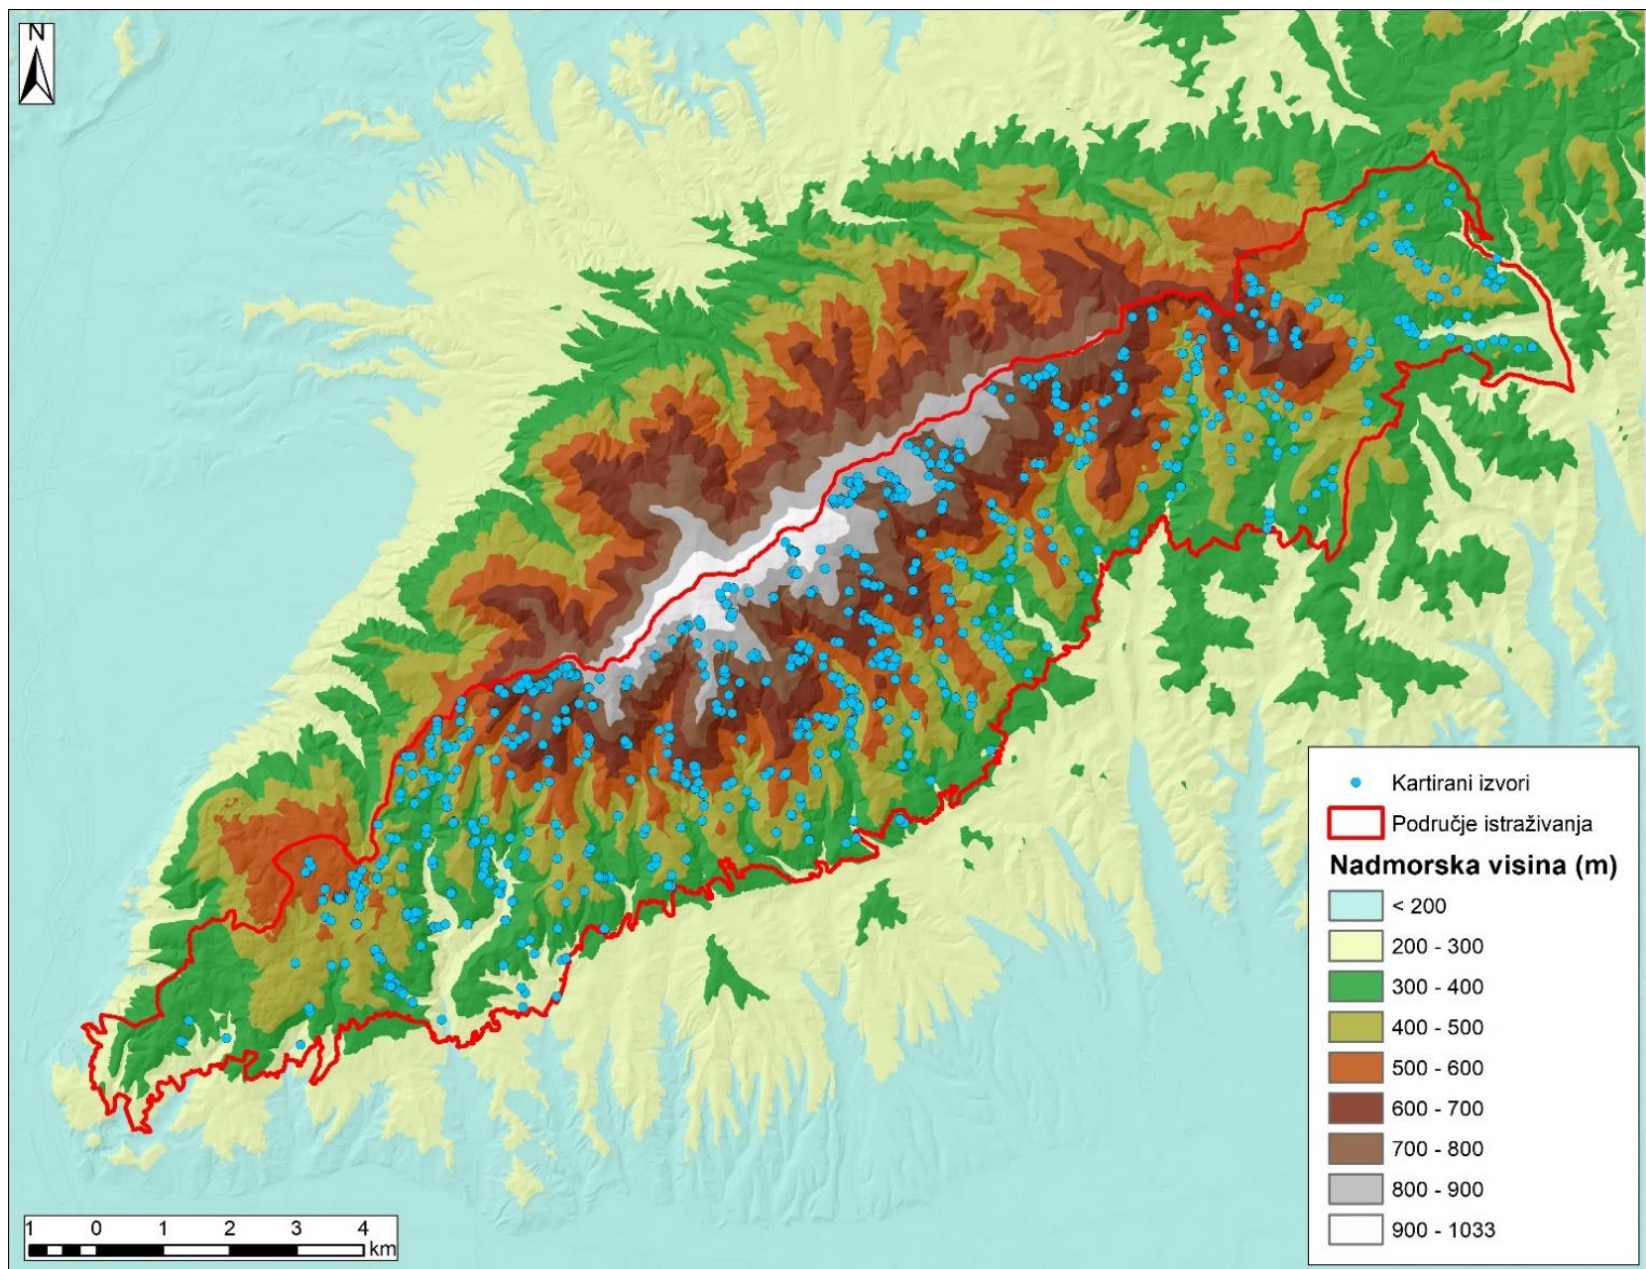 N
Kartirani izvori
Područje istraživanja
Nadmorska visina (m)
< 200
200 - 300
300 - 400
400 - 500
500 - 600
600 - 700
700 - 800
800 - 900
900 - 1033
1 0 1 2 3 4
km